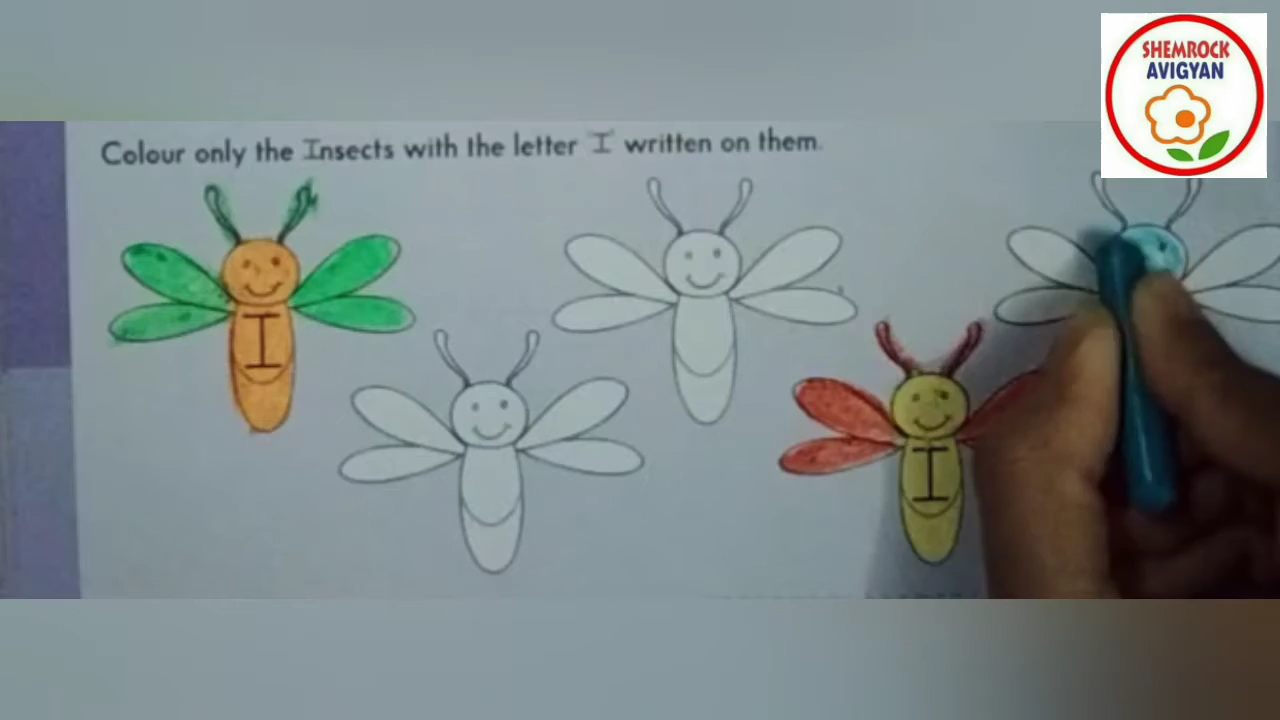 SHEMROCK
AVIGYAN
Colour only the Insects with the letter I written on them.
I
I